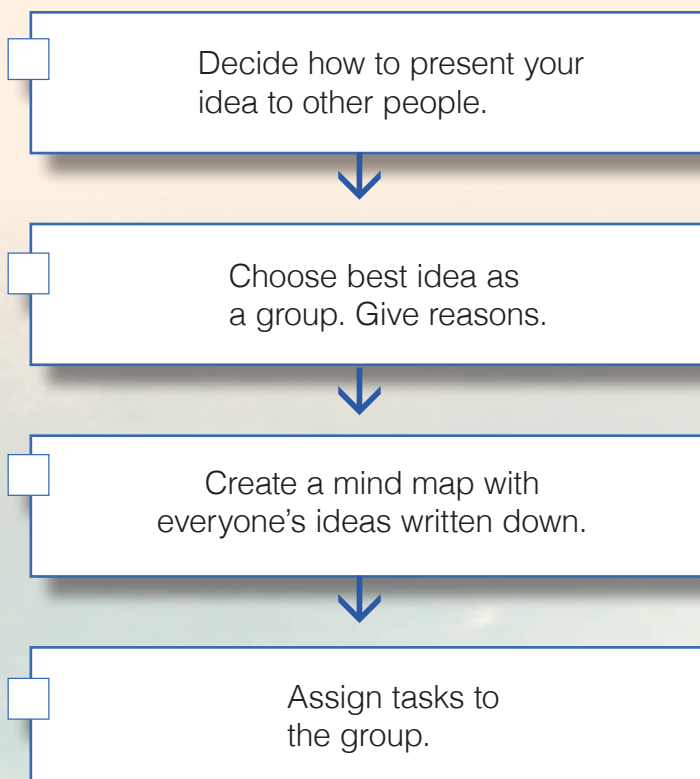 Decide how to present your
idea to other people.
Choose best idea as
a group. Give reasons.
Create a mind map with
everyone’s ideas written down.
Assign tasks to
the group.